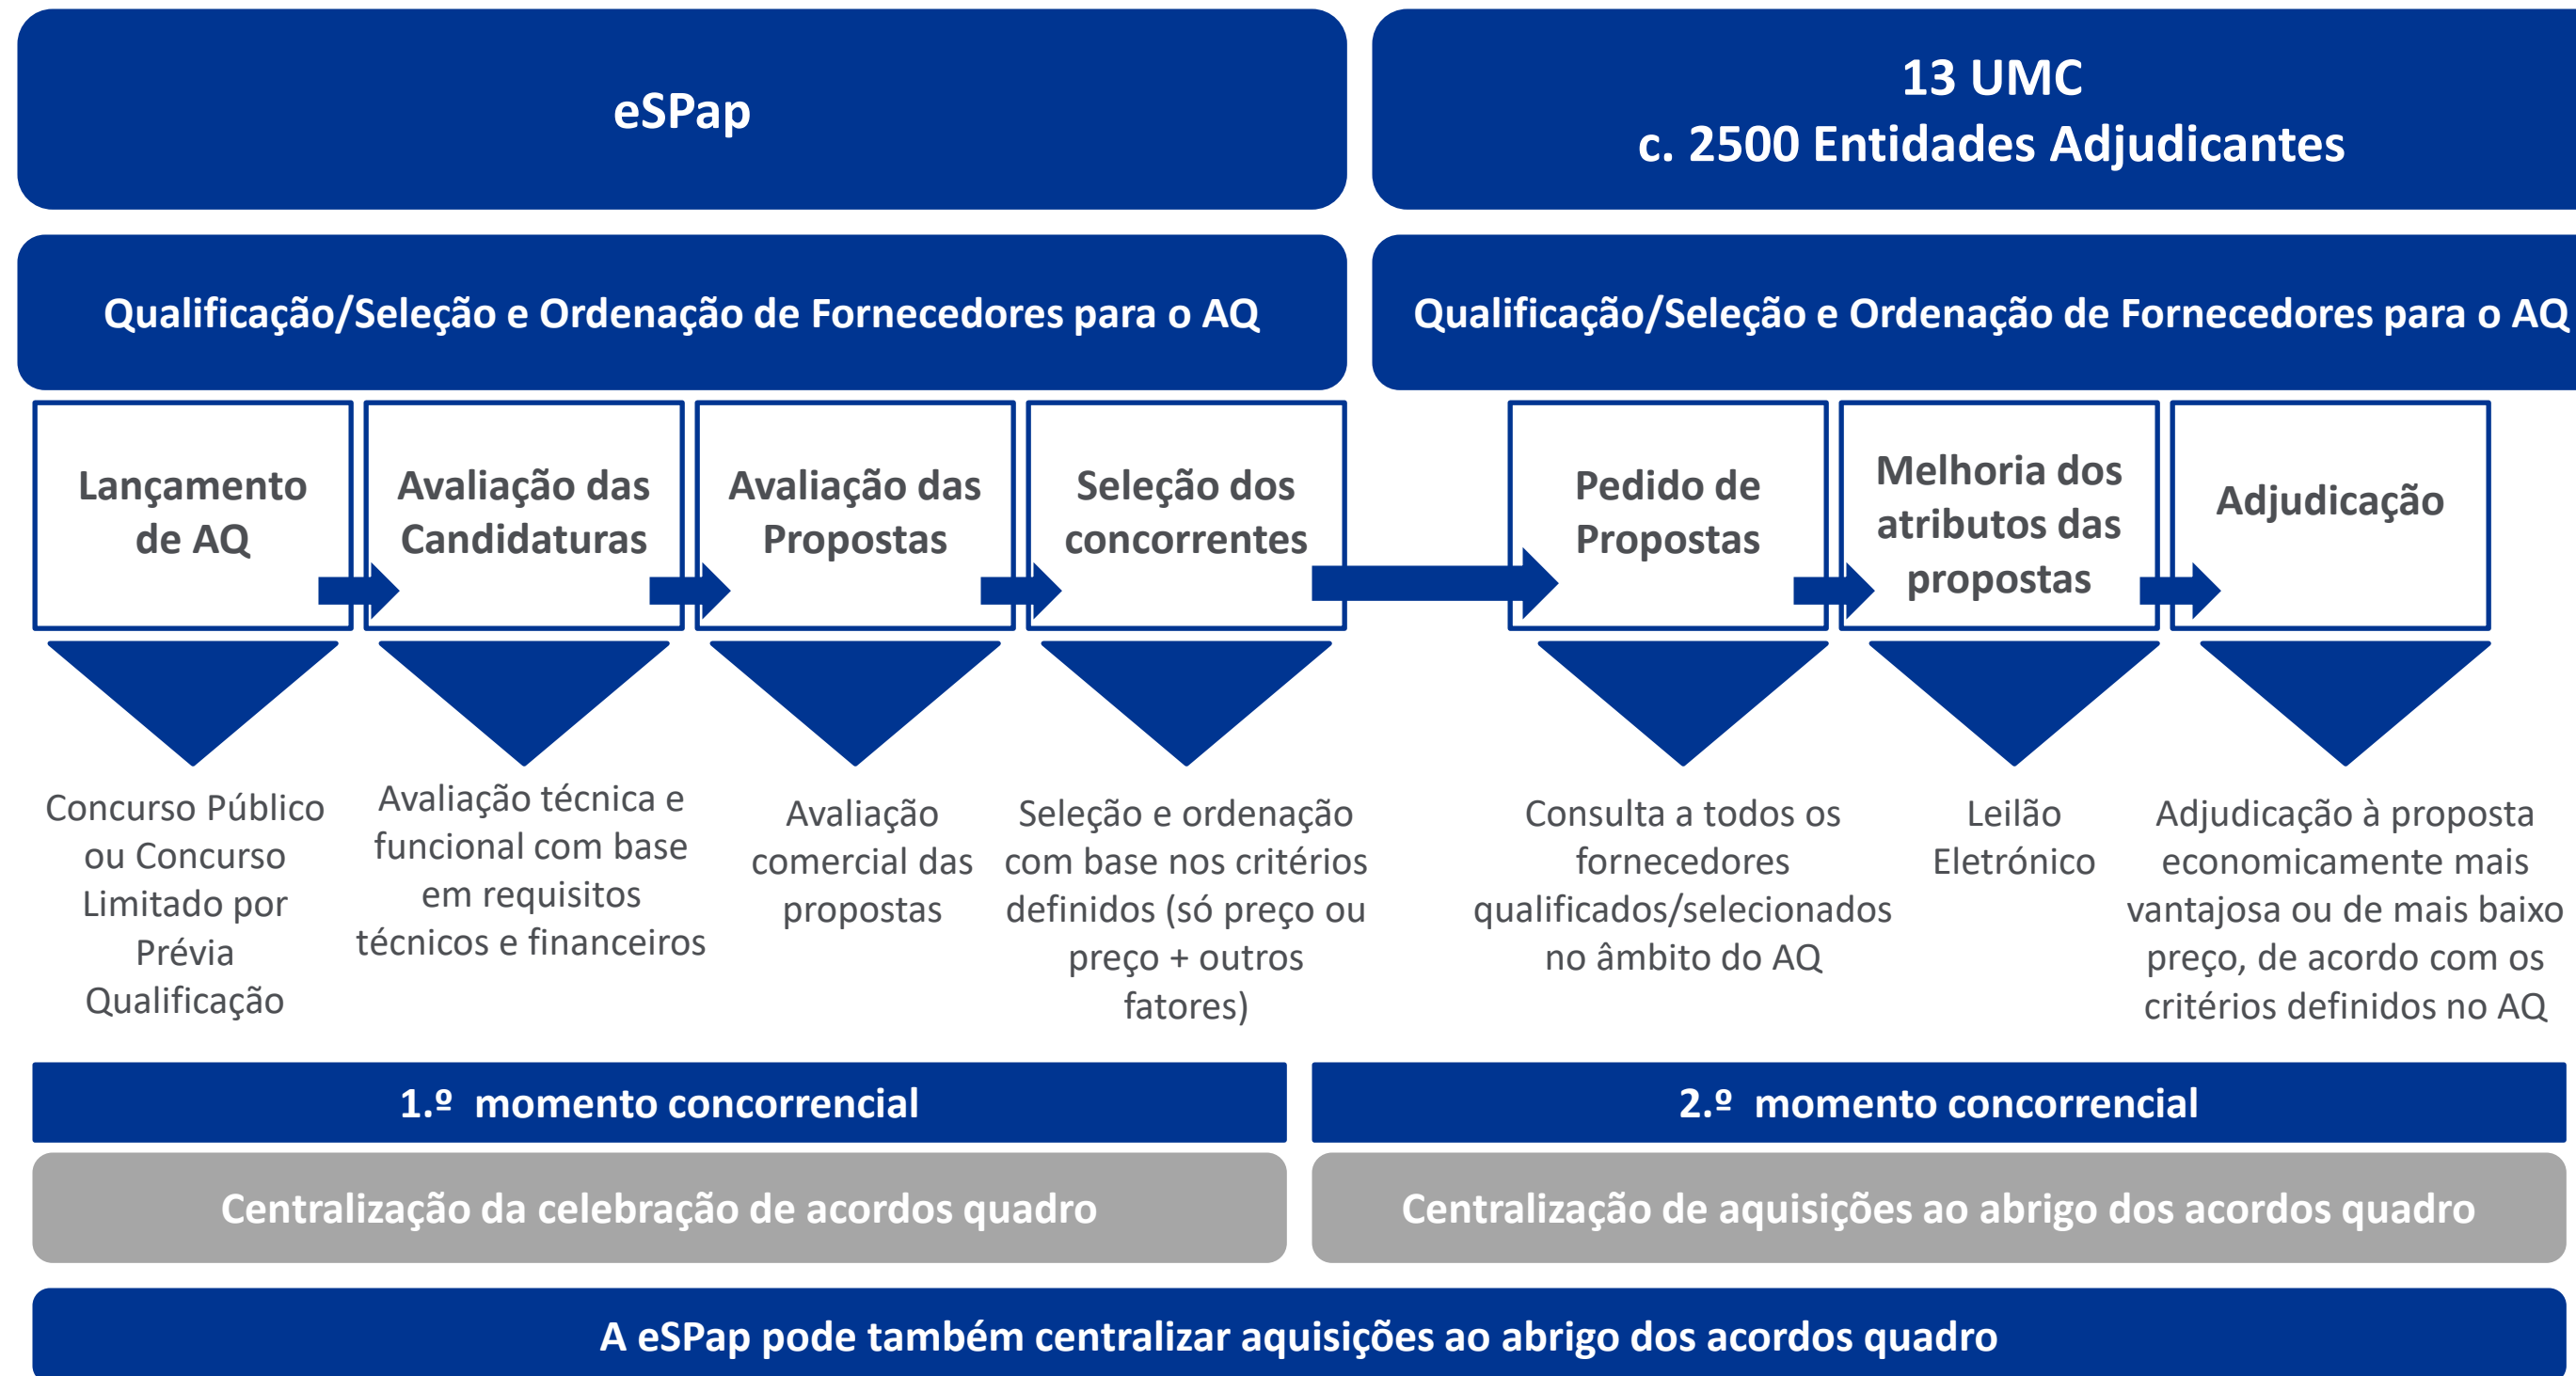 eSPap
13 UMC
c. 2500 Entidades Adjudicantes
Qualificação/Seleção e Ordenação de Fornecedores para o AQ
Qualificação/Seleção e Ordenação de Fornecedores para o AQ
Lançamento
de AQ
Avaliação das
Candidaturas
Avaliação das
Propostas
Seleção dos
concorrentes
Pedido de
Propostas
Melhoria dos
atributos das
propostas
Adjudicação
Concurso Público
ou Concurso
Limitado por
Prévia
Qualificação
Avaliação técnica e
funcional com base
em requisitos
técnicos e financeiros
Avaliação
comercial das
propostas
Seleção e ordenação
com base nos critérios
definidos (só preço ou
preço + outros
fatores)
Consulta a todos os
fornecedores
qualificados/selecionados
no âmbito do AQ
Leilão
Eletrónico
Adjudicação à proposta
economicamente mais
vantajosa ou de mais baixo
preço, de acordo com os
critérios definidos no AQ
1.º momento concorrencial
2.º momento concorrencial
Centralização da celebração de acordos quadro
Centralização de aquisições ao abrigo dos acordos quadro
A eSPap pode também centralizar aquisições ao abrigo dos acordos quadro